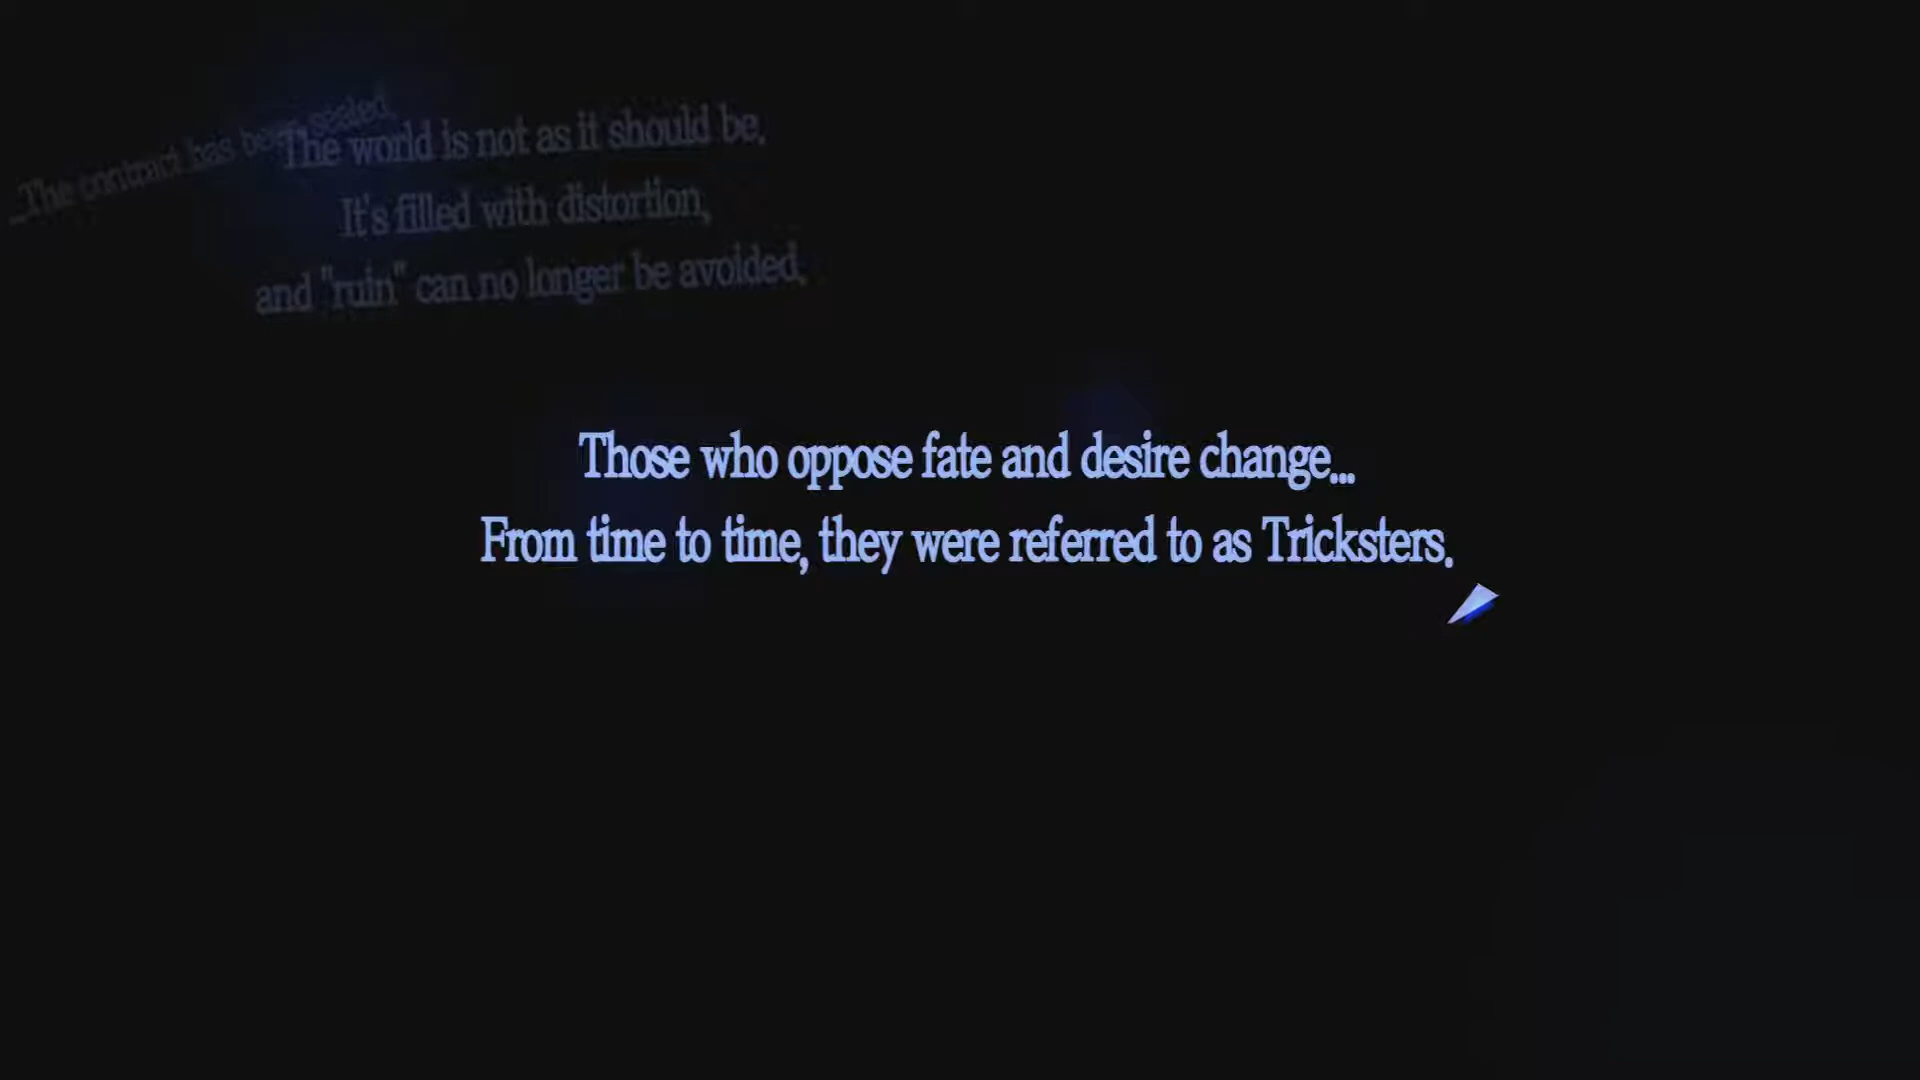 ...The contract has been sealed.
The world is not as it should be.
It's filled with distortion,
and "ruin" can no longer be avoided.
Those who oppose fate and desire change...
From time to time, they were referred to as Tricksters.